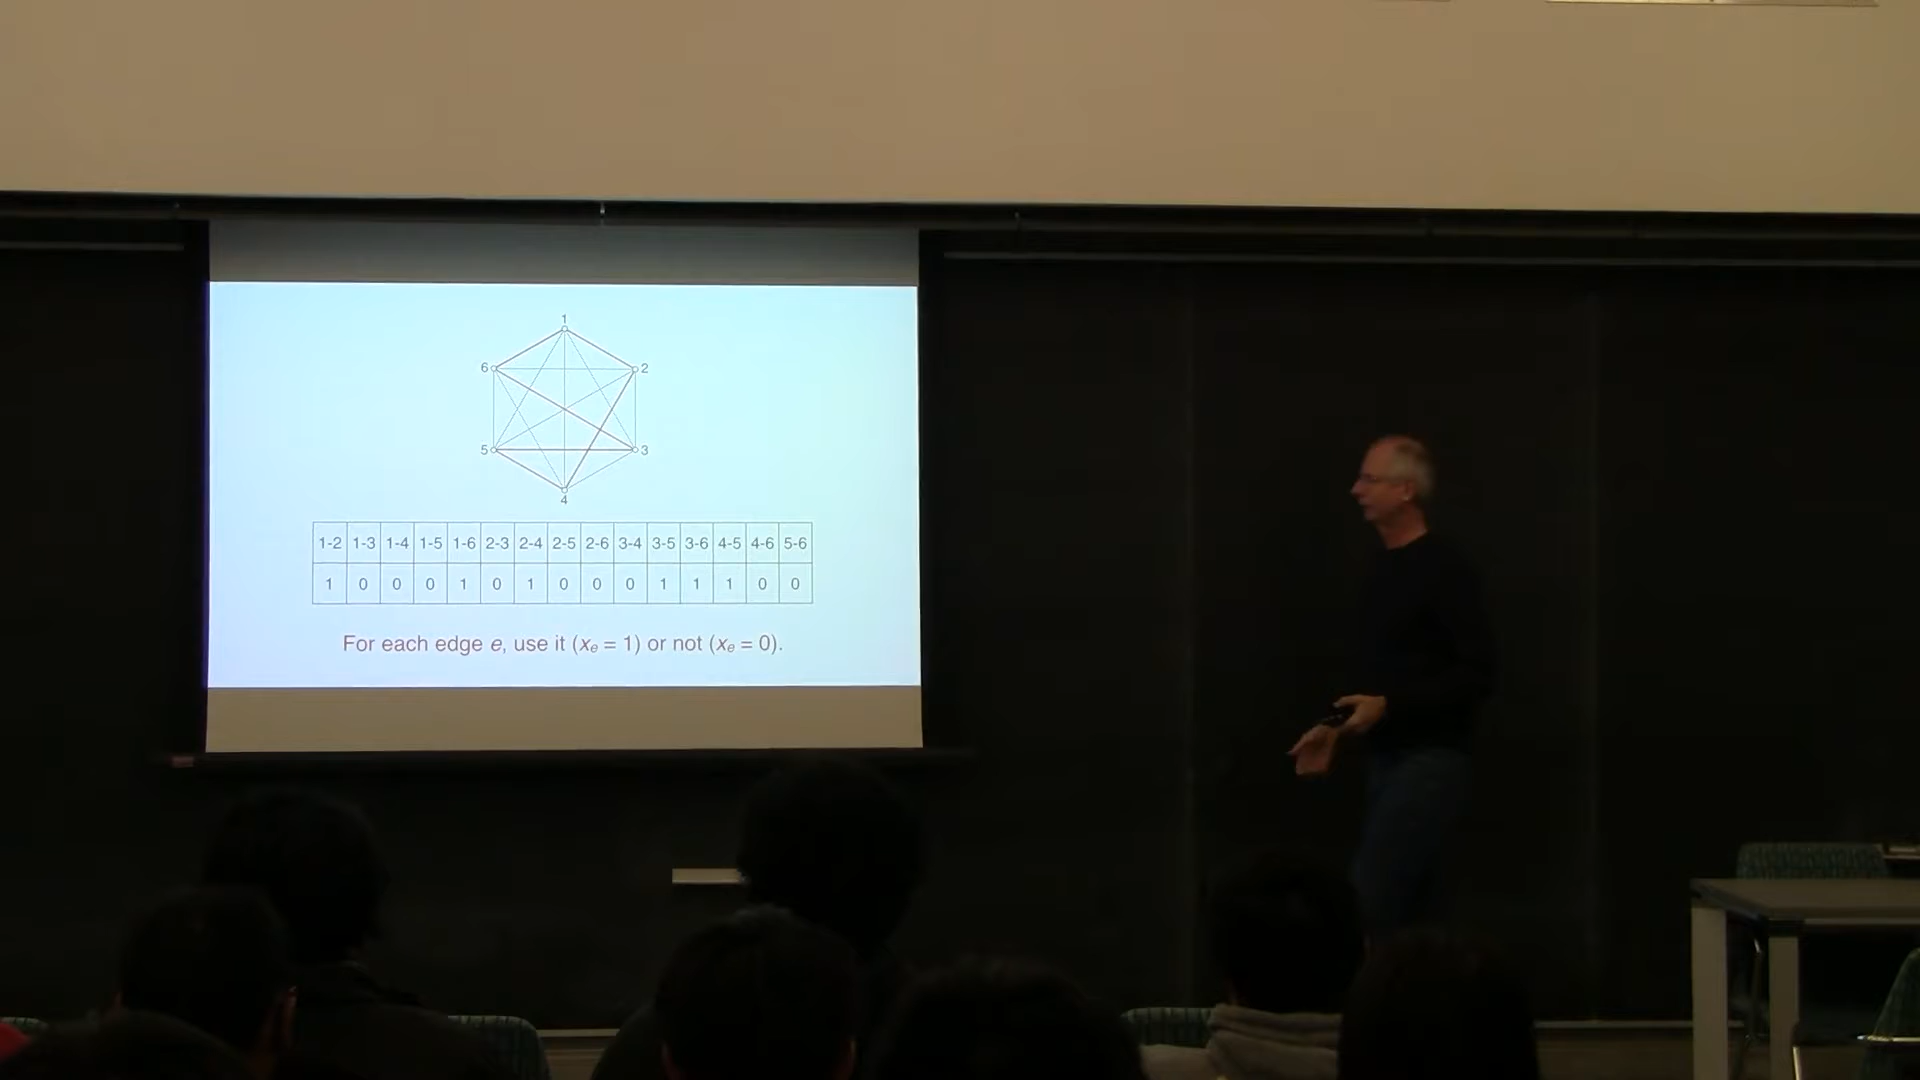 1
6 2
5 3
4
1-2 1-3 1-4 1-5 1-6 2-3 2-4 2-5 2-6 3-4 3-5 3-6 4-5 4-6 5-6
1 0 0 0 1 0 1 0 0 0 1 1 1 0 0
For each edge e, use it (xₑ = 1) or not (xₑ = 0).